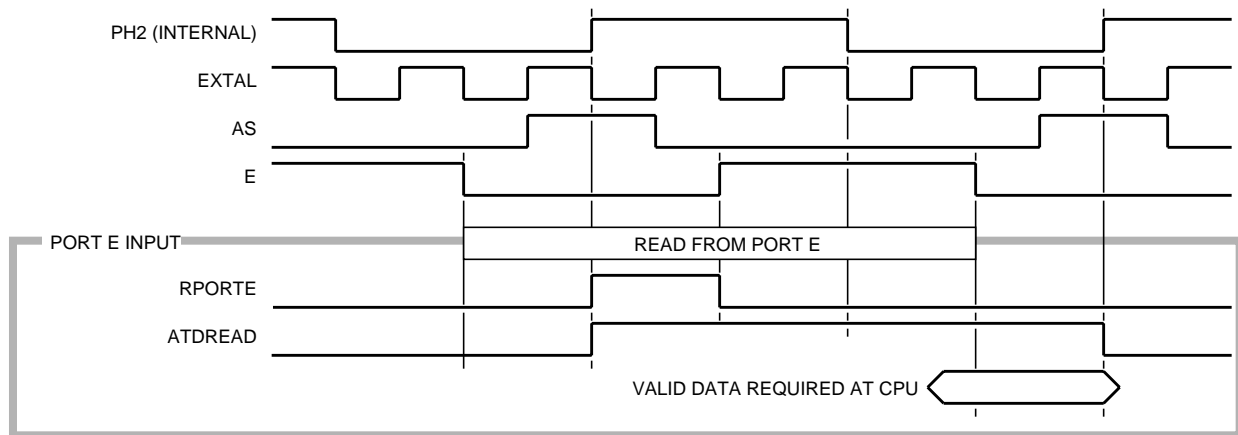 PH2 (INTERNAL)
EXTAL
AS
E
PORT E INPUT
READ FROM PORT E
RPORTE
ATDREAD
VALID DATA REQUIRED AT CPU